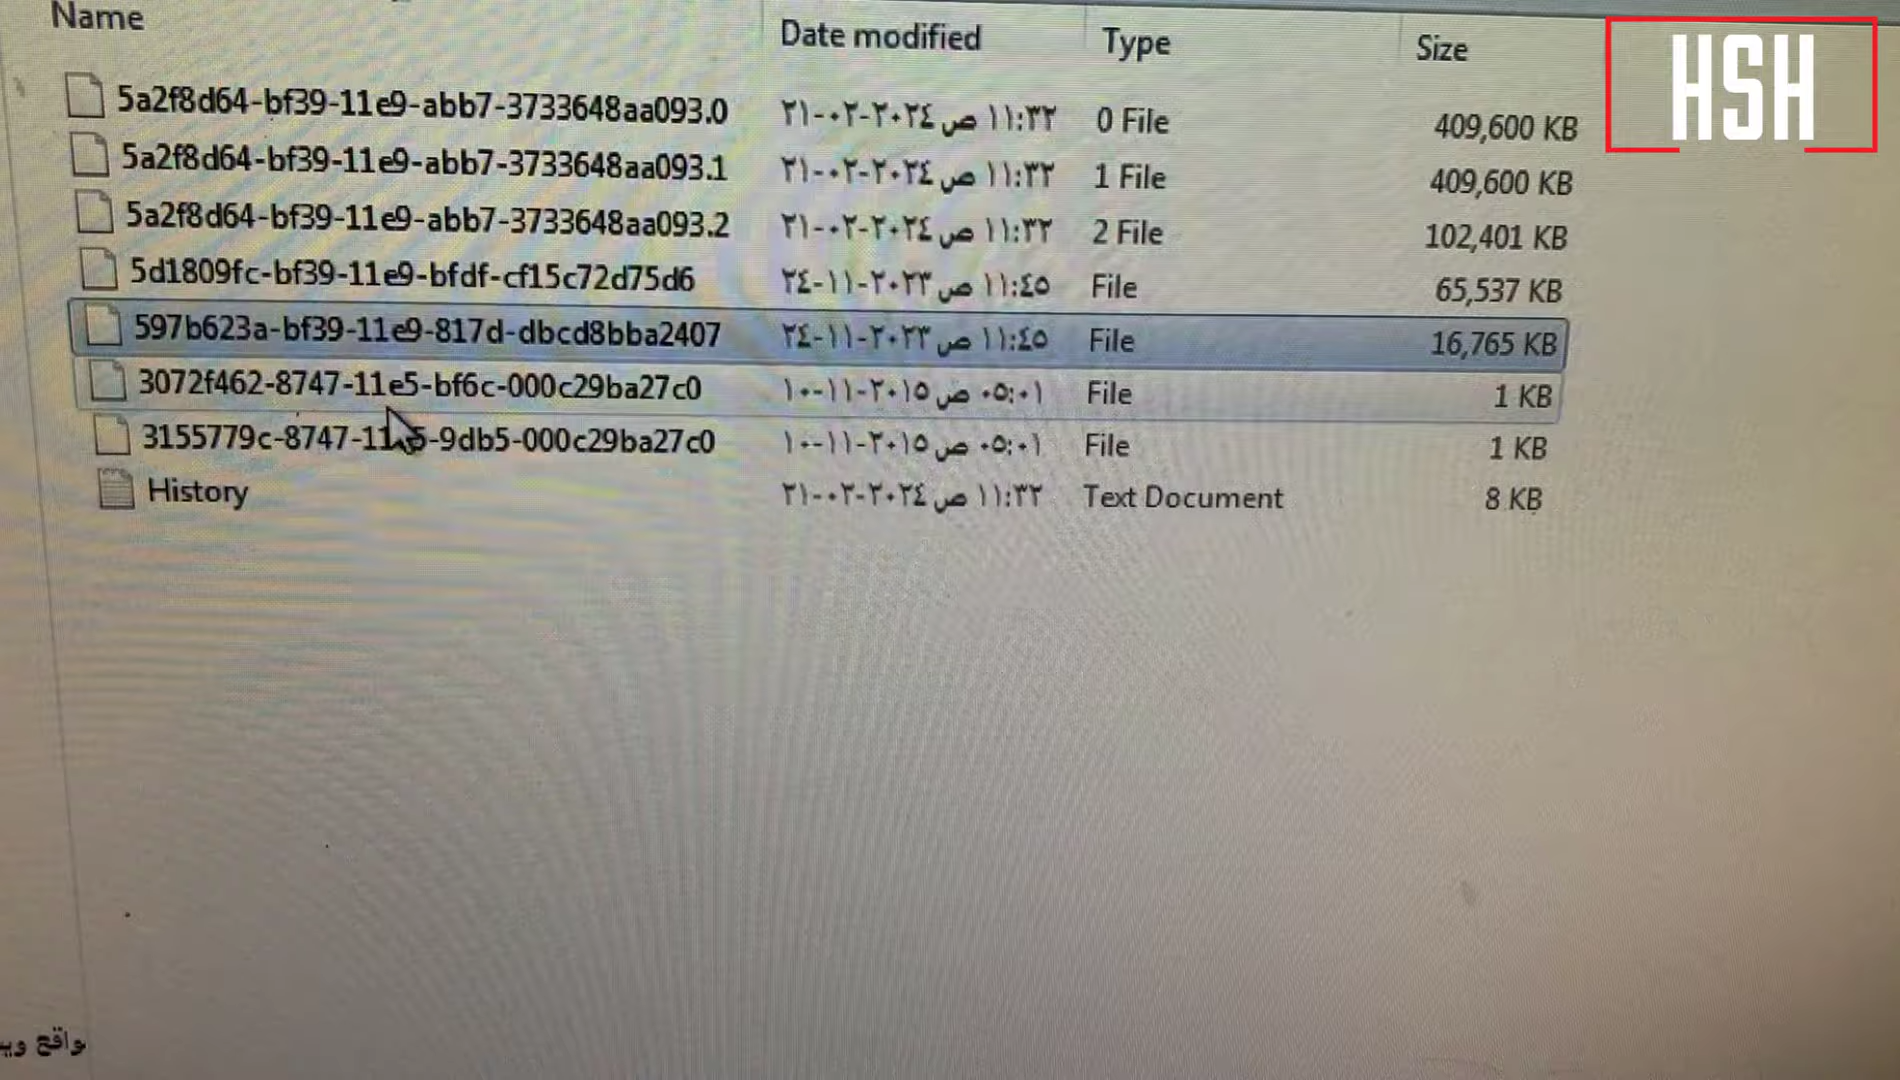 Name Date modified Type Size
HSH
5a2f8d64-bf39-11e9-abb7-3733648aa093.0 ٢١-٠٢-٢٠٢٤ ص ١١:٣٢ 0 File 409,600 KB
5a2f8d64-bf39-11e9-abb7-3733648aa093.1 ٢١-٠٢-٢٠٢٤ ص ١١:٣٢ 1 File 409,600 KB
5a2f8d64-bf39-11e9-abb7-3733648aa093.2 ٢١-٠٢-٢٠٢٤ ص ١١:٣٢ 2 File 102,401 KB
5d1809fc-bf39-11e9-bfdf-cf15c72d75d6 ٢٤-١١-٢٠٢٣ ص ١١:٤٥ File 65,537 KB
597b623a-bf39-11e9-817d-dbcd8bba2407 ٢٤-١١-٢٠٢٣ ص ١١:٤٥ File 16,765 KB
3072f462-8747-11e5-bf6c-000c29ba27c0 ١٠-١١-٢٠١٥ ص ٠٥:٠١ File 1 KB
3155779c-8747-11e5-9db5-000c29ba27c0 ١٠-١١-٢٠١٥ ص ٠٥:٠١ File 1 KB
History ٢١-٠٢-٢٠٢٤ ص ١١:٣٢ Text Document 8 KB